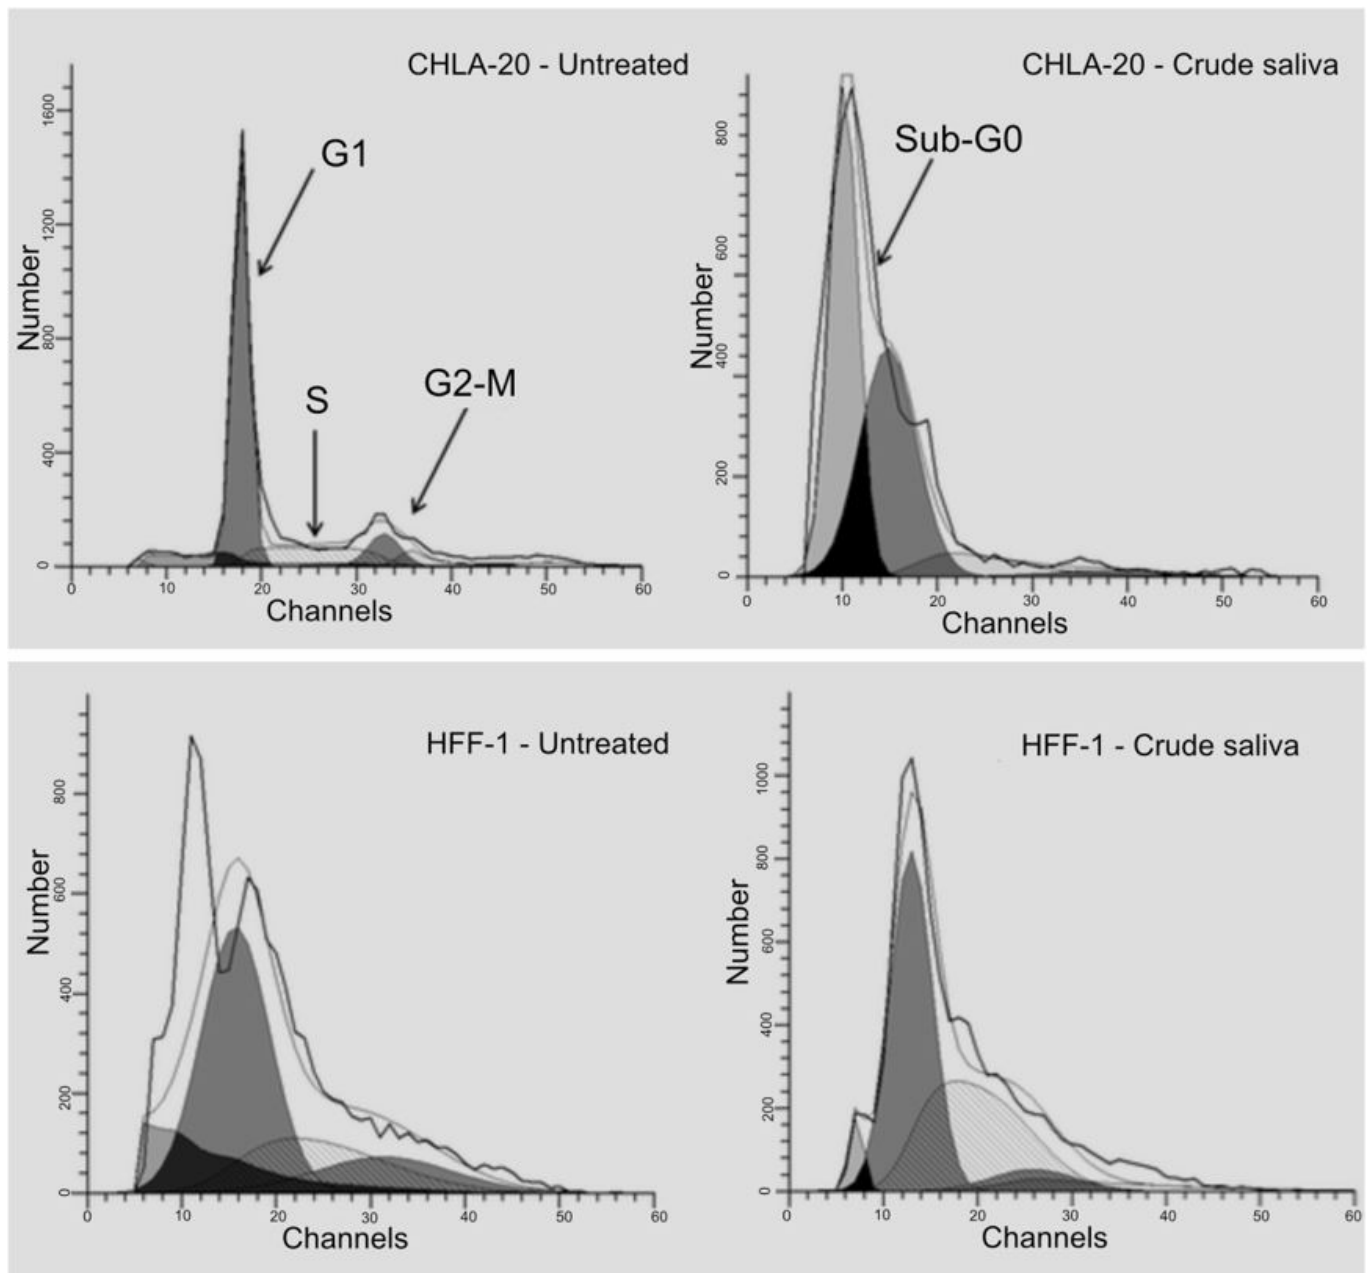 CHLA-20 - Untreated
G1
S
G2-M
Number
0 400 800 1200 1600
0 10 20 30 40 50 60
Channels
CHLA-20 - Crude saliva
Sub-G0
Number
0 200 400 600 800
0 10 20 30 40 50 60
Channels
HFF-1 - Untreated
Number
0 200 400 600 800
0 10 20 30 40 50 60
Channels
HFF-1 - Crude saliva
Number
0 200 400 600 800 1000
0 10 20 30 40 50 60
Channels